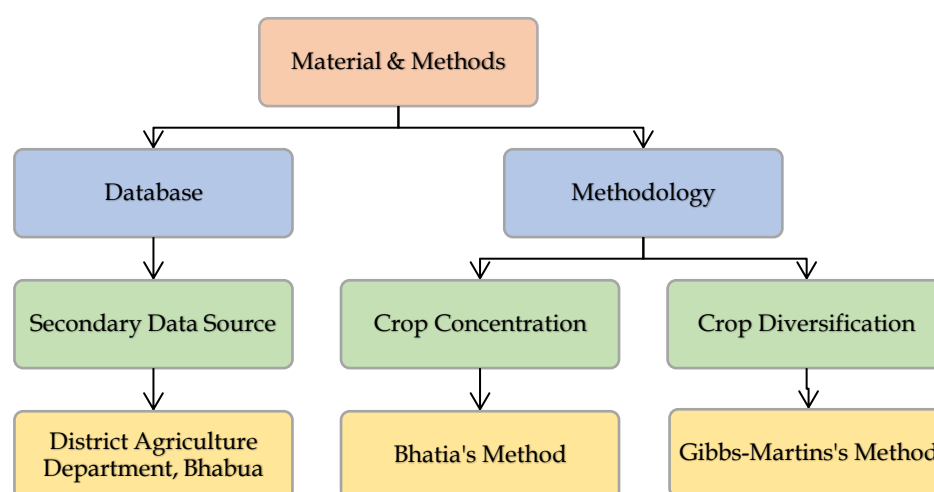 Material & Methods
Database
Methodology
Secondary Data Source
Crop Concentration
Crop Diversification
District Agriculture
Department, Bhabua
Bhatia's Method
Gibbs-Martins's Method